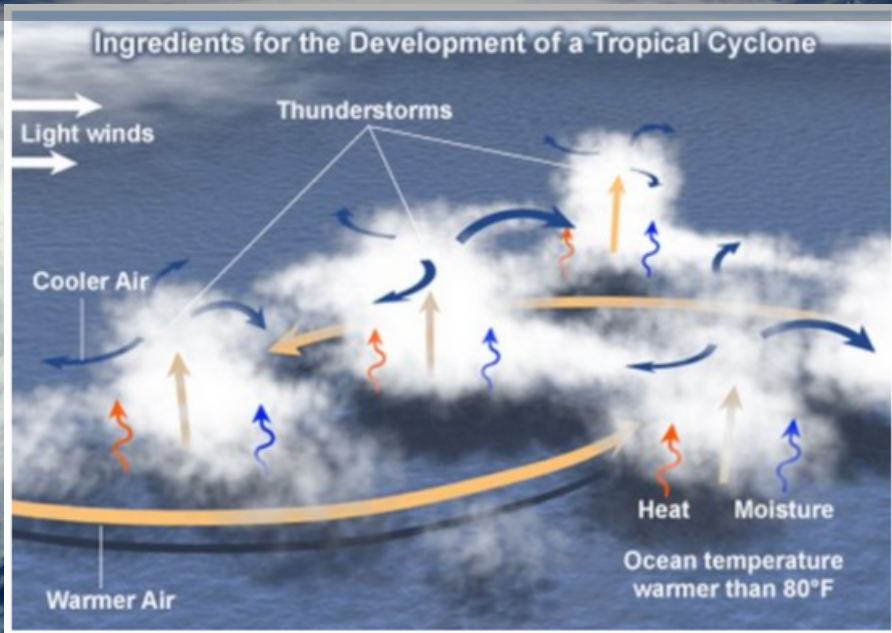 Ingredients for the Development of a Tropical Cyclone
Thunderstorms
Light winds
Cooler Air
Heat
Moisture
Ocean temperature
warmer than 80°F
Warmer Air